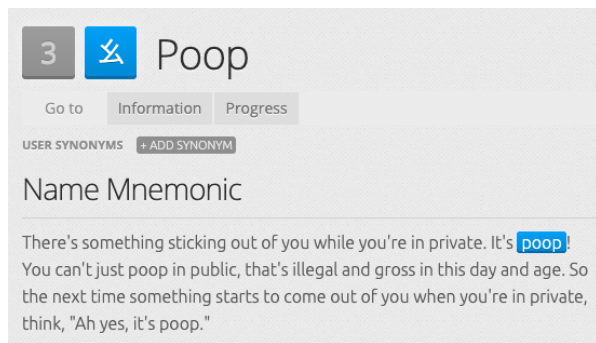 3 幺 Poop
Go to Information Progress
USER SYNONYMS + ADD SYNONYM
Name Mnemonic
There's something sticking out of you while you're in private. It's poop!
You can't just poop in public, that's illegal and gross in this day and age. So
the next time something starts to come out of you when you're in private,
think, "Ah yes, it's poop."